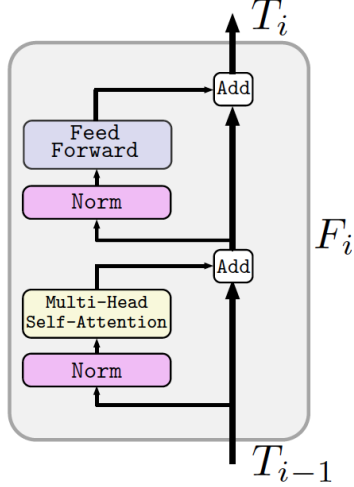 T_i
Add
Feed
Forward
Norm
F_i
Add
Multi-Head
Self-Attention
Norm
T_{i-1}